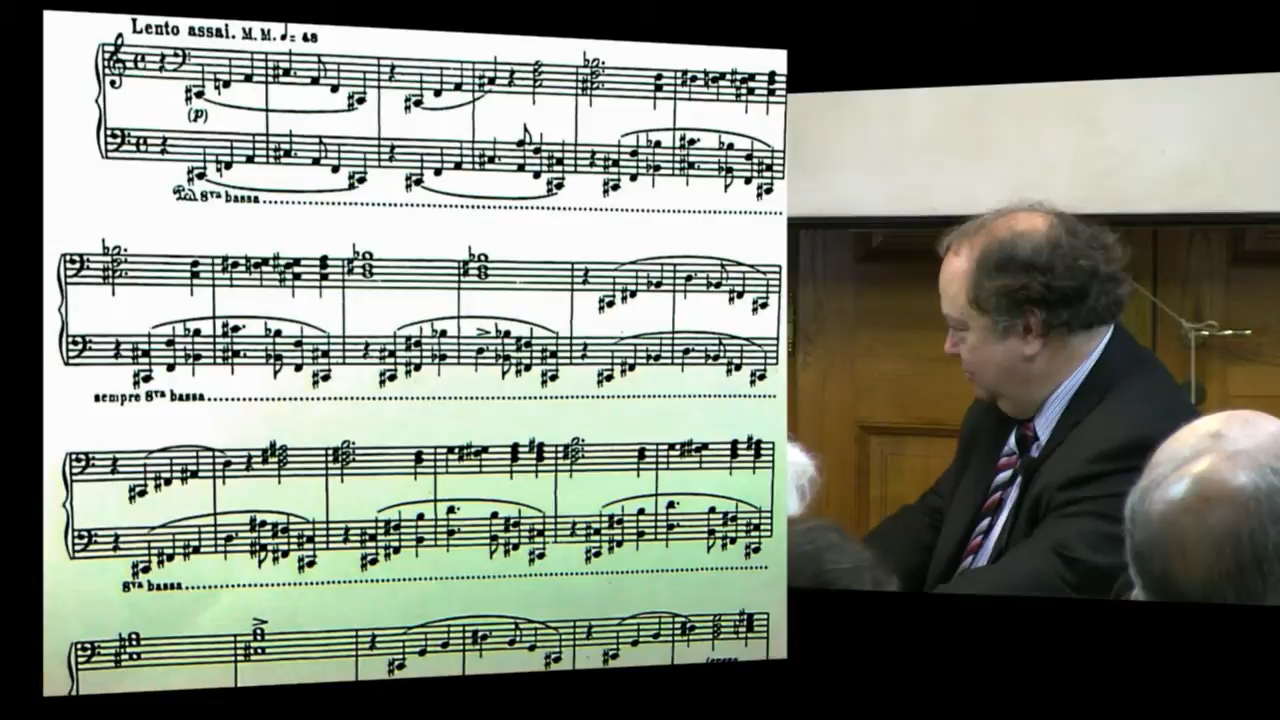 Lento assai. M. M. ♩= 48
(p)
Ped 8va bassa
sempre 8va bassa
8va bassa